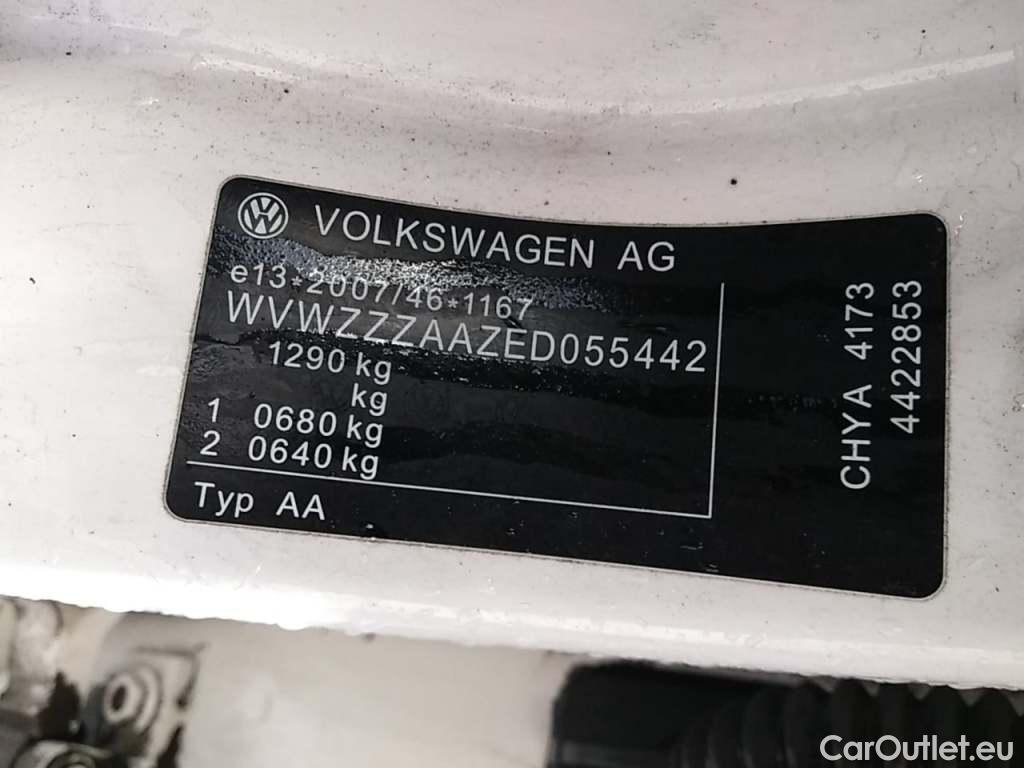 VOLKSWAGEN AG
e13*2007/46*1167
WVWZZZAAZED055442
1290 kg
kg
1 0680 kg
2 0640 kg
Typ AA
CHYA 4173
4422853
CarOutlet.eu